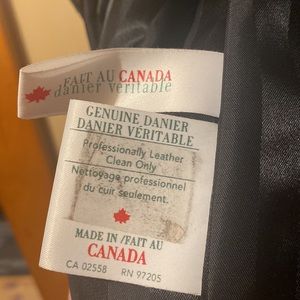 FAIT AU CANADA
danier véritable
GENUINE DANIER
DANIER VÉRITABLE
Professionally Leather
Clean Only
Nettoyage professionnel
du cuir seulement.
MADE IN /FAIT AU
CANADA
CA 02558 RN 97205